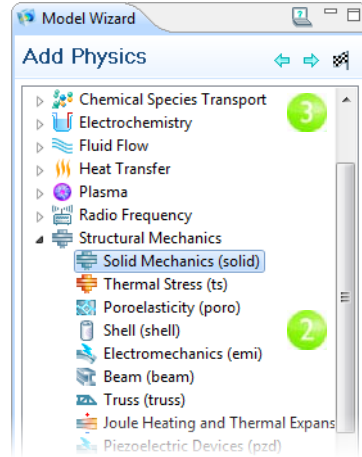 Model Wizard
Add Physics
Chemical Species Transport
3
Electrochemistry
Fluid Flow
Heat Transfer
Plasma
Radio Frequency
Structural Mechanics
Solid Mechanics (solid)
Thermal Stress (ts)
Poroelasticity (poro)
Shell (shell)
2
Electromechanics (emi)
Beam (beam)
Truss (truss)
Joule Heating and Thermal Expans
Piezoelectric Devices (pzd)